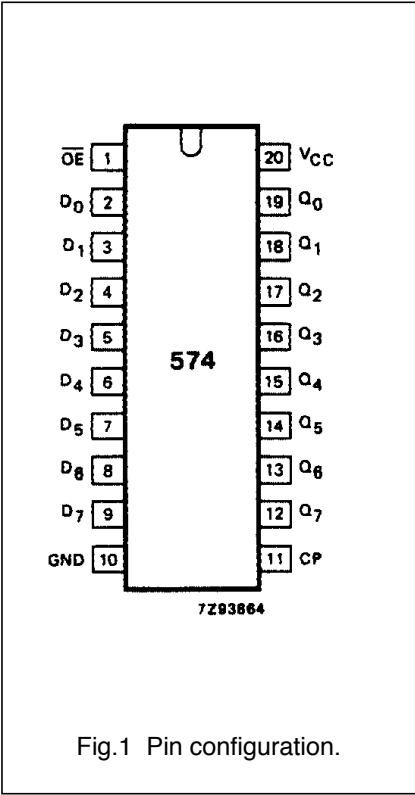 OE 1 20 VCC
D0 2 19 Q0
D1 3 18 Q1
D2 4 17 Q2
D3 5 16 Q3
574
D4 6 15 Q4
D5 7 14 Q5
D6 8 13 Q6
D7 9 12 Q7
GND 10 11 CP
7Z93864
Fig.1 Pin configuration.